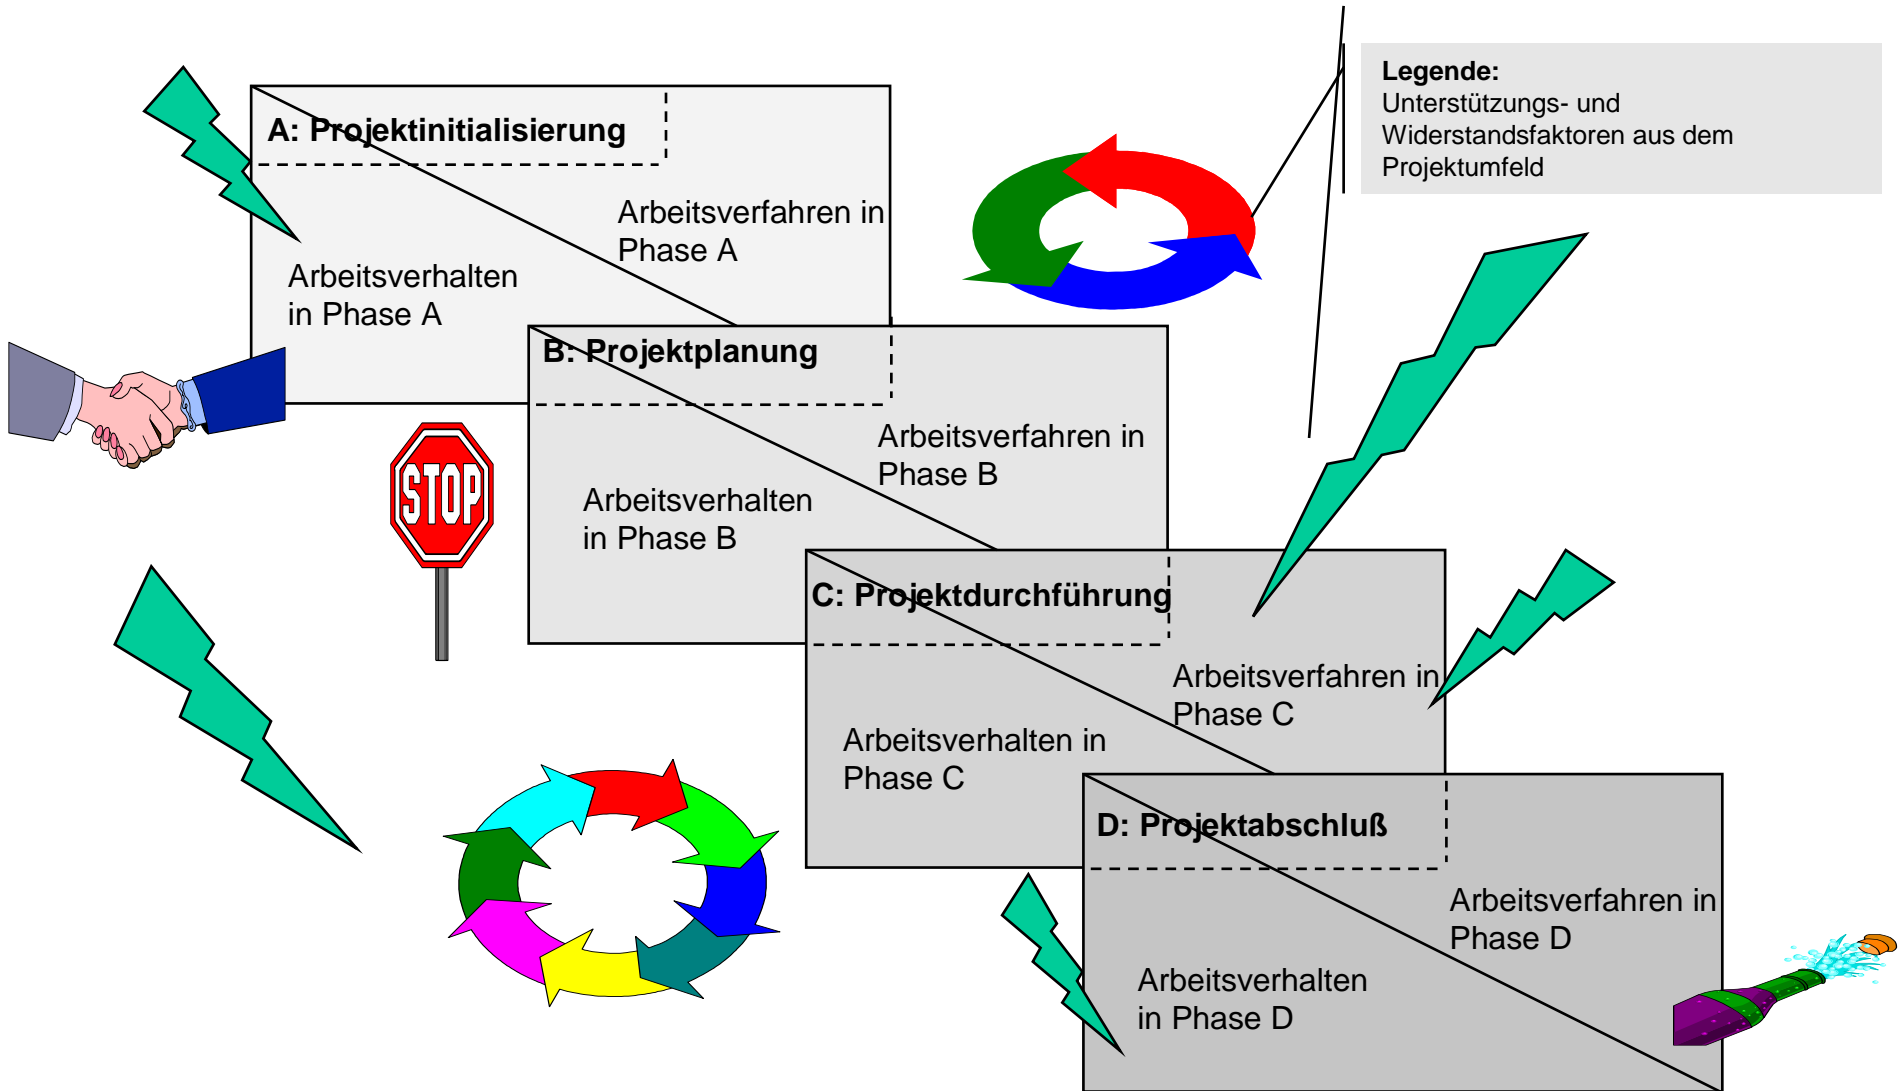 Legende:
Unterstützungs- und
Widerstandsfaktoren aus dem
Projektumfeld
A: Projektinitialisierung
Arbeitsverfahren in
Phase A
Arbeitsverhalten
in Phase A
B: Projektplanung
Arbeitsverfahren in
Phase B
Arbeitsverhalten
in Phase B
STOP
C: Projektdurchführung
Arbeitsverfahren in
Phase C
Arbeitsverhalten in
Phase C
D: Projektabschluß
Arbeitsverfahren in
Phase D
Arbeitsverhalten
in Phase D